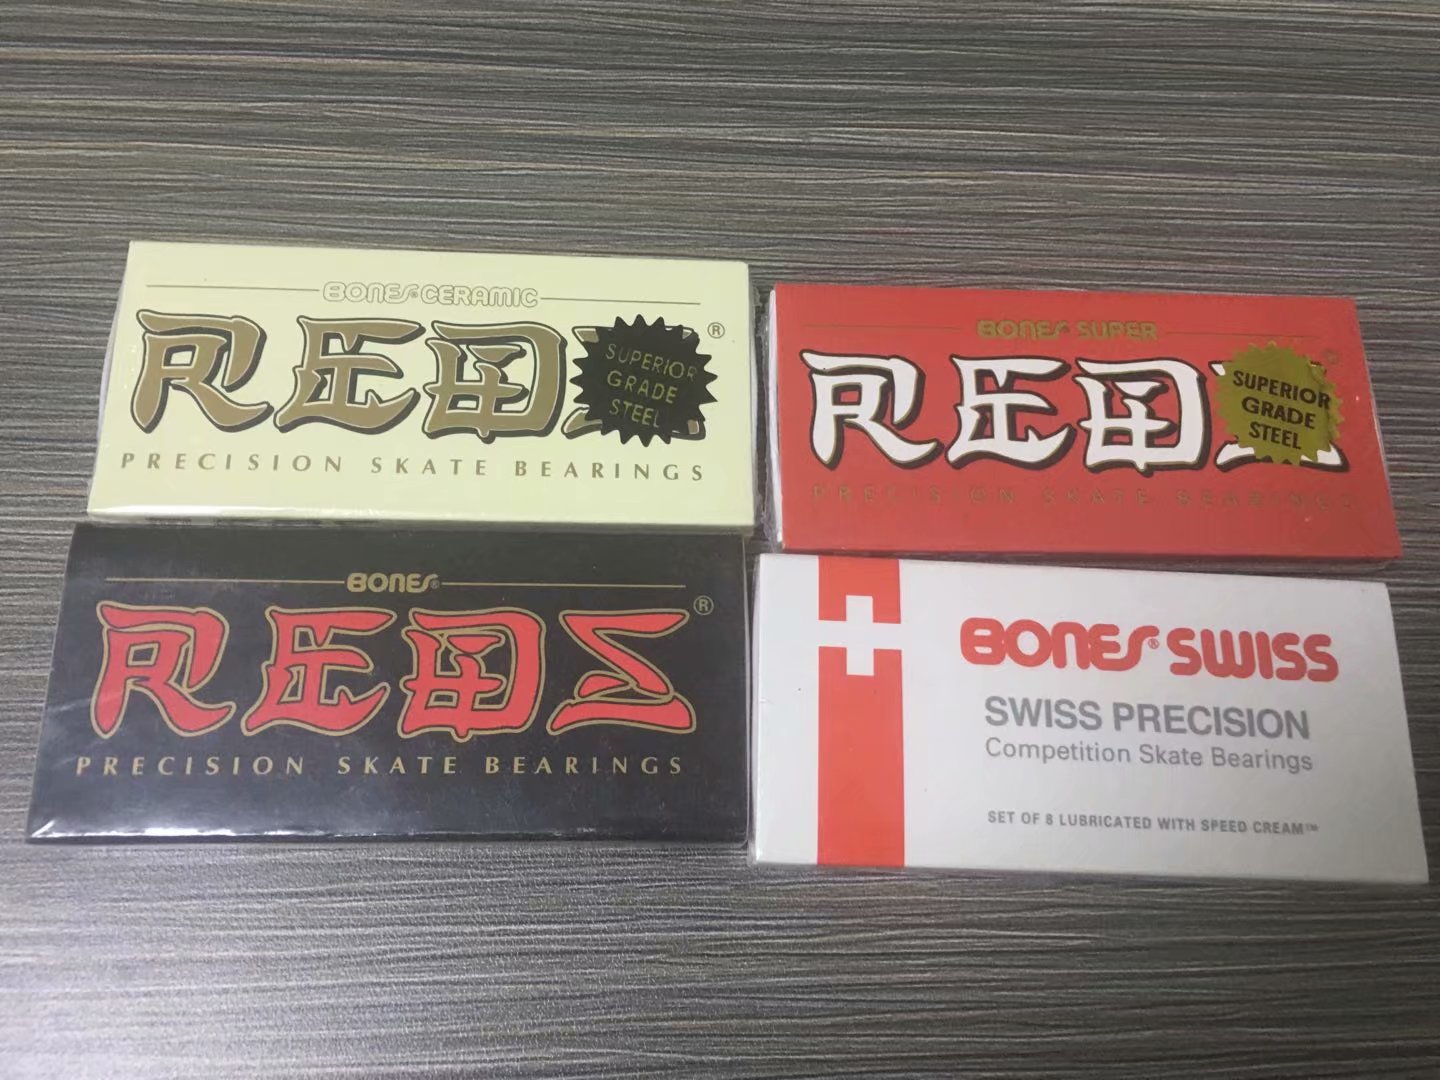 BONES® CERAMIC
REDS®
SUPERIOR
GRADE
STEEL
PRECISION SKATE BEARINGS
BONES SUPER
REDS®
SUPERIOR
GRADE
STEEL
PRECISION SKATE BEARINGS
BONES®
REDS®
PRECISION SKATE BEARINGS
BONES® SWISS
SWISS PRECISION
Competition Skate Bearings
SET OF 8 LUBRICATED WITH SPEED CREAM™